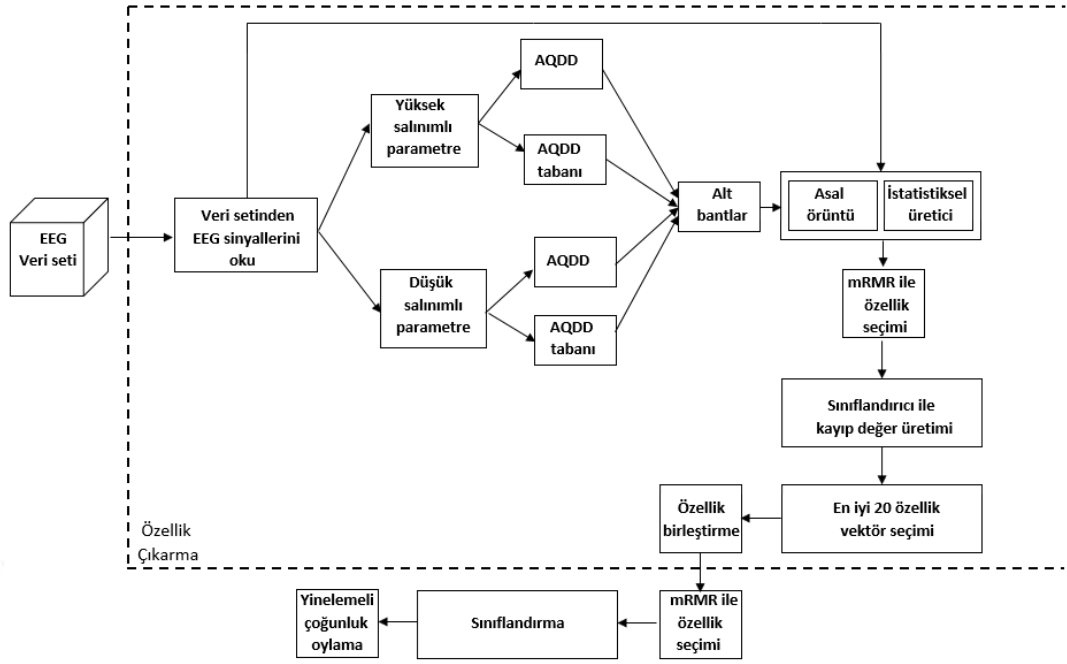 EEG
Veri seti
Veri setinden
EEG sinyallerini
oku
Yüksek
salınımlı
parametre
Düşük
salınımlı
parametre
AQDD
AQDD
tabanı
AQDD
AQDD
tabanı
Alt
bantlar
Asal
örüntü
İstatistiksel
üretici
mRMR ile
özellik
seçimi
Sınıflandırıcı ile
kayıp değer üretimi
En iyi 20 özellik
vektör seçimi
Özellik
birleştirme
Özellik
Çıkarma
mRMR ile
özellik
seçimi
Sınıflandırma
Yinelemeli
çoğunluk
oylama